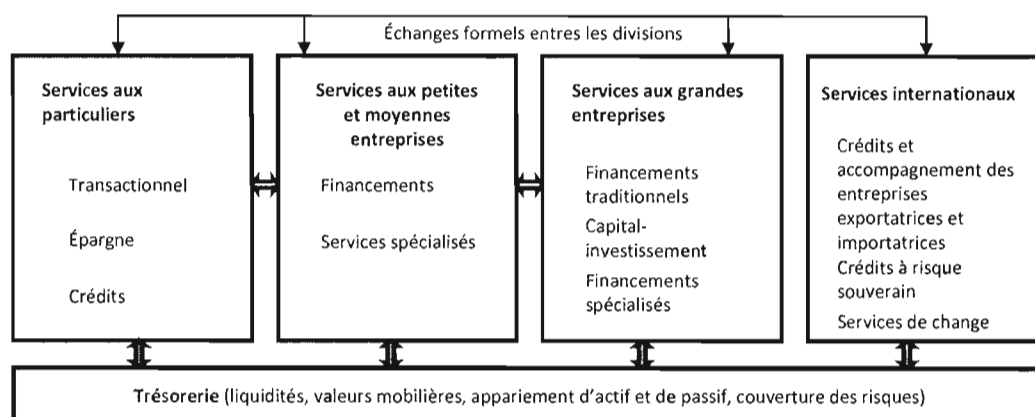 Échanges formels entres les divisions
Services aux
particuliers
Transactionnel
Épargne
Crédits
Services aux petites
et moyennes
entreprises
Financements
Services spécialisés
Services aux grandes
entreprises
Financements
traditionnels
Capital-
investissement
Financements
spécialisés
Services internationaux
Crédits et
accompagnement des
entreprises
exportatrices et
importatrices
Crédits à risque
souverain
Services de change
Trésorerie (liquidités, valeurs mobilières, appariement d'actif et de passif, couverture des risques)